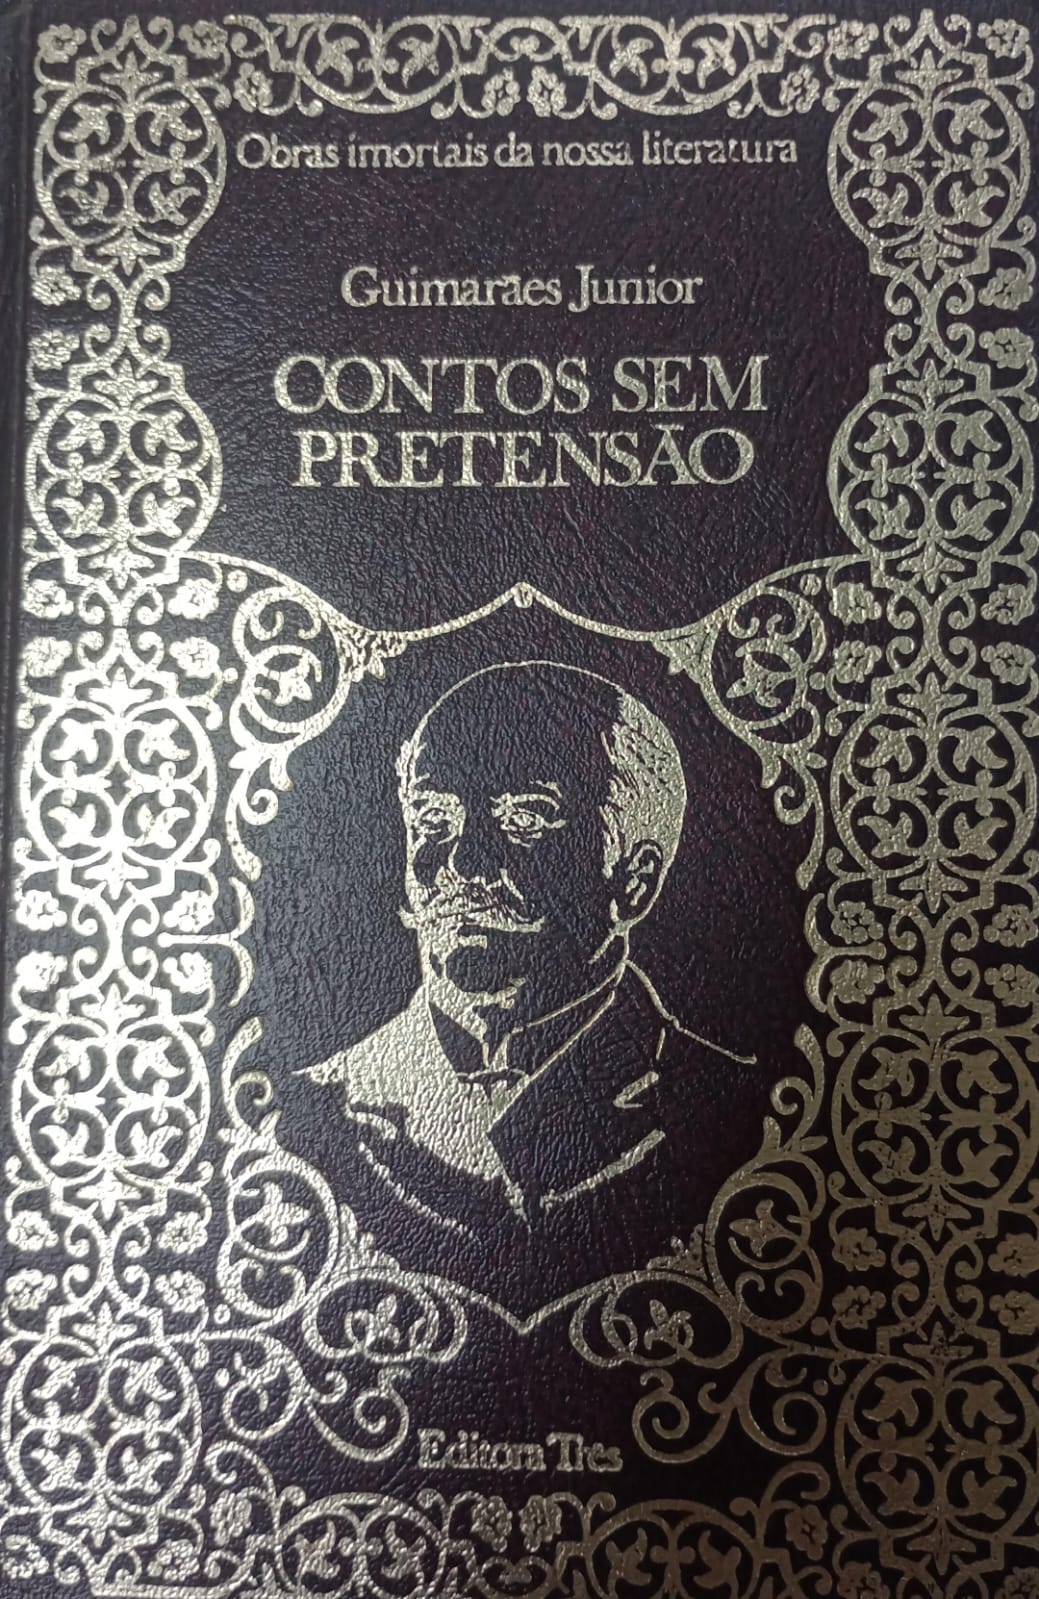 Obras imortais da nossa literatura
Guimarães Junior
CONTOS SEM
PRETENSÃO
Editora Três